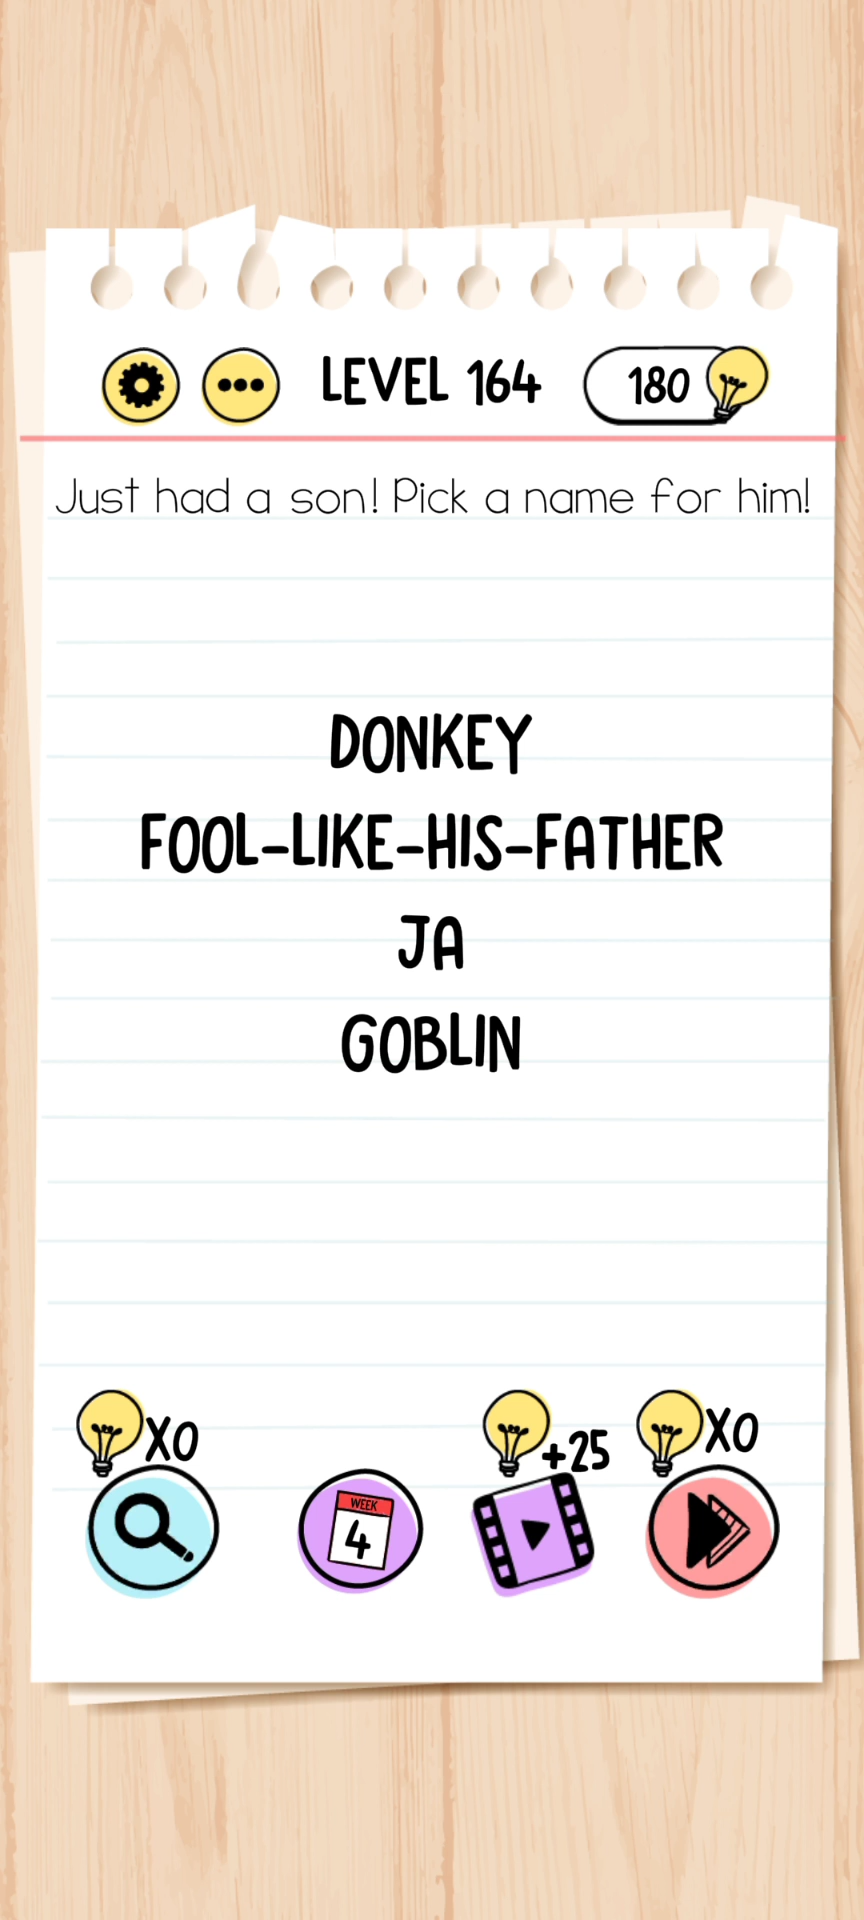 LEVEL 164
180
Just had a son! Pick a name for him!
DONKEY
FOOL-LIKE-HIS-FATHER
JA
GOBLIN
X0
+25
X0
WEEK
4